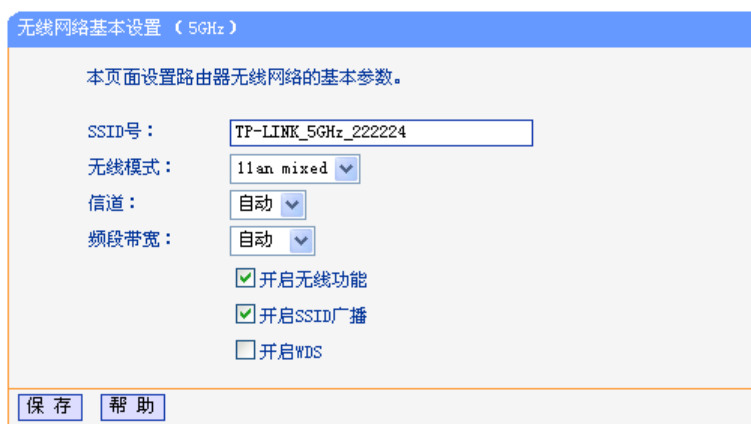 无线网络基本设置 （5GHz）
本页面设置路由器无线网络的基本参数。
SSID号： TP-LINK_5GHz_222224
无线模式： 11an mixed
信道： 自动
频段带宽： 自动
开启无线功能
开启SSID广播
开启WDS
保 存 帮 助